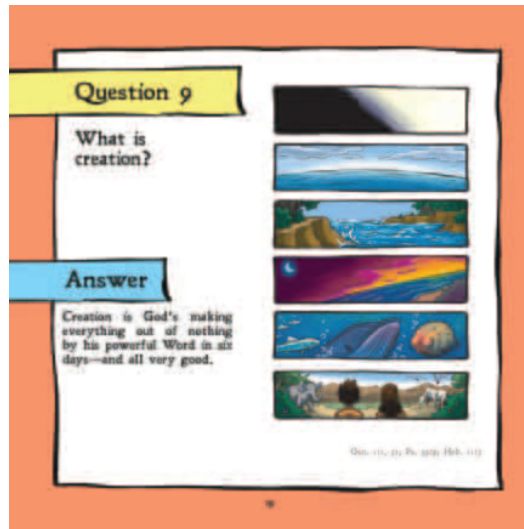 Question 9
What is
creation?
Answer
Creation is God's making
everything out of nothing
by his powerful Word in six
days—and all very good.